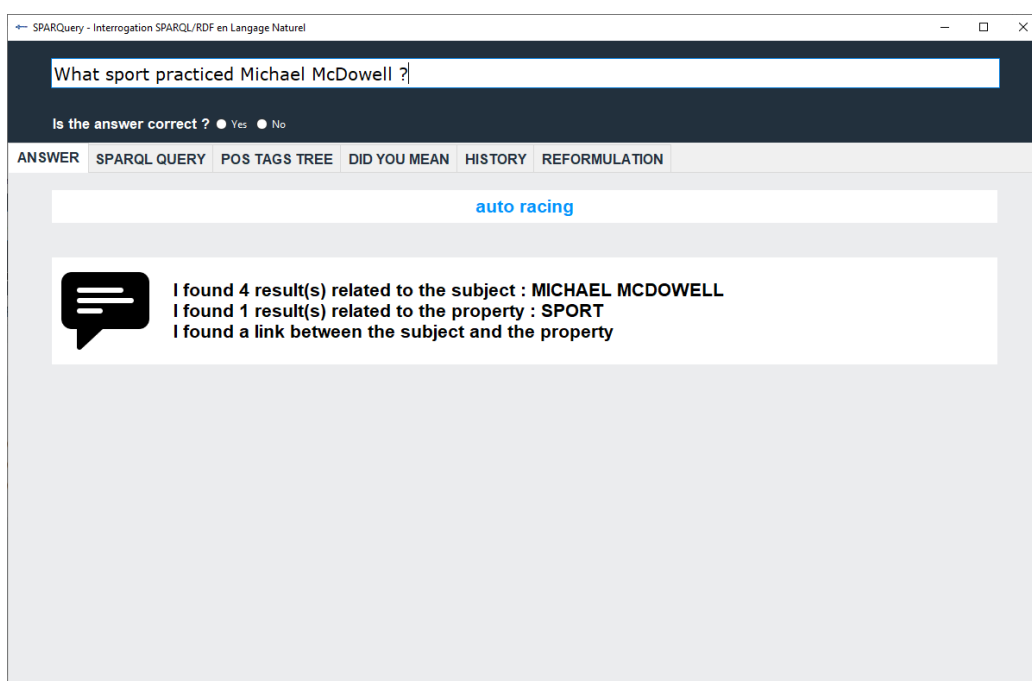 SPARQuery - Interrogation SPARQL/RDF en Langage Naturel
What sport practiced Michael McDowell ?
Is the answer correct ? Yes No
ANSWER SPARQL QUERY POS TAGS TREE DID YOU MEAN HISTORY REFORMULATION
auto racing
I found 4 result(s) related to the subject : MICHAEL MCDOWELL
I found 1 result(s) related to the property : SPORT
I found a link between the subject and the property